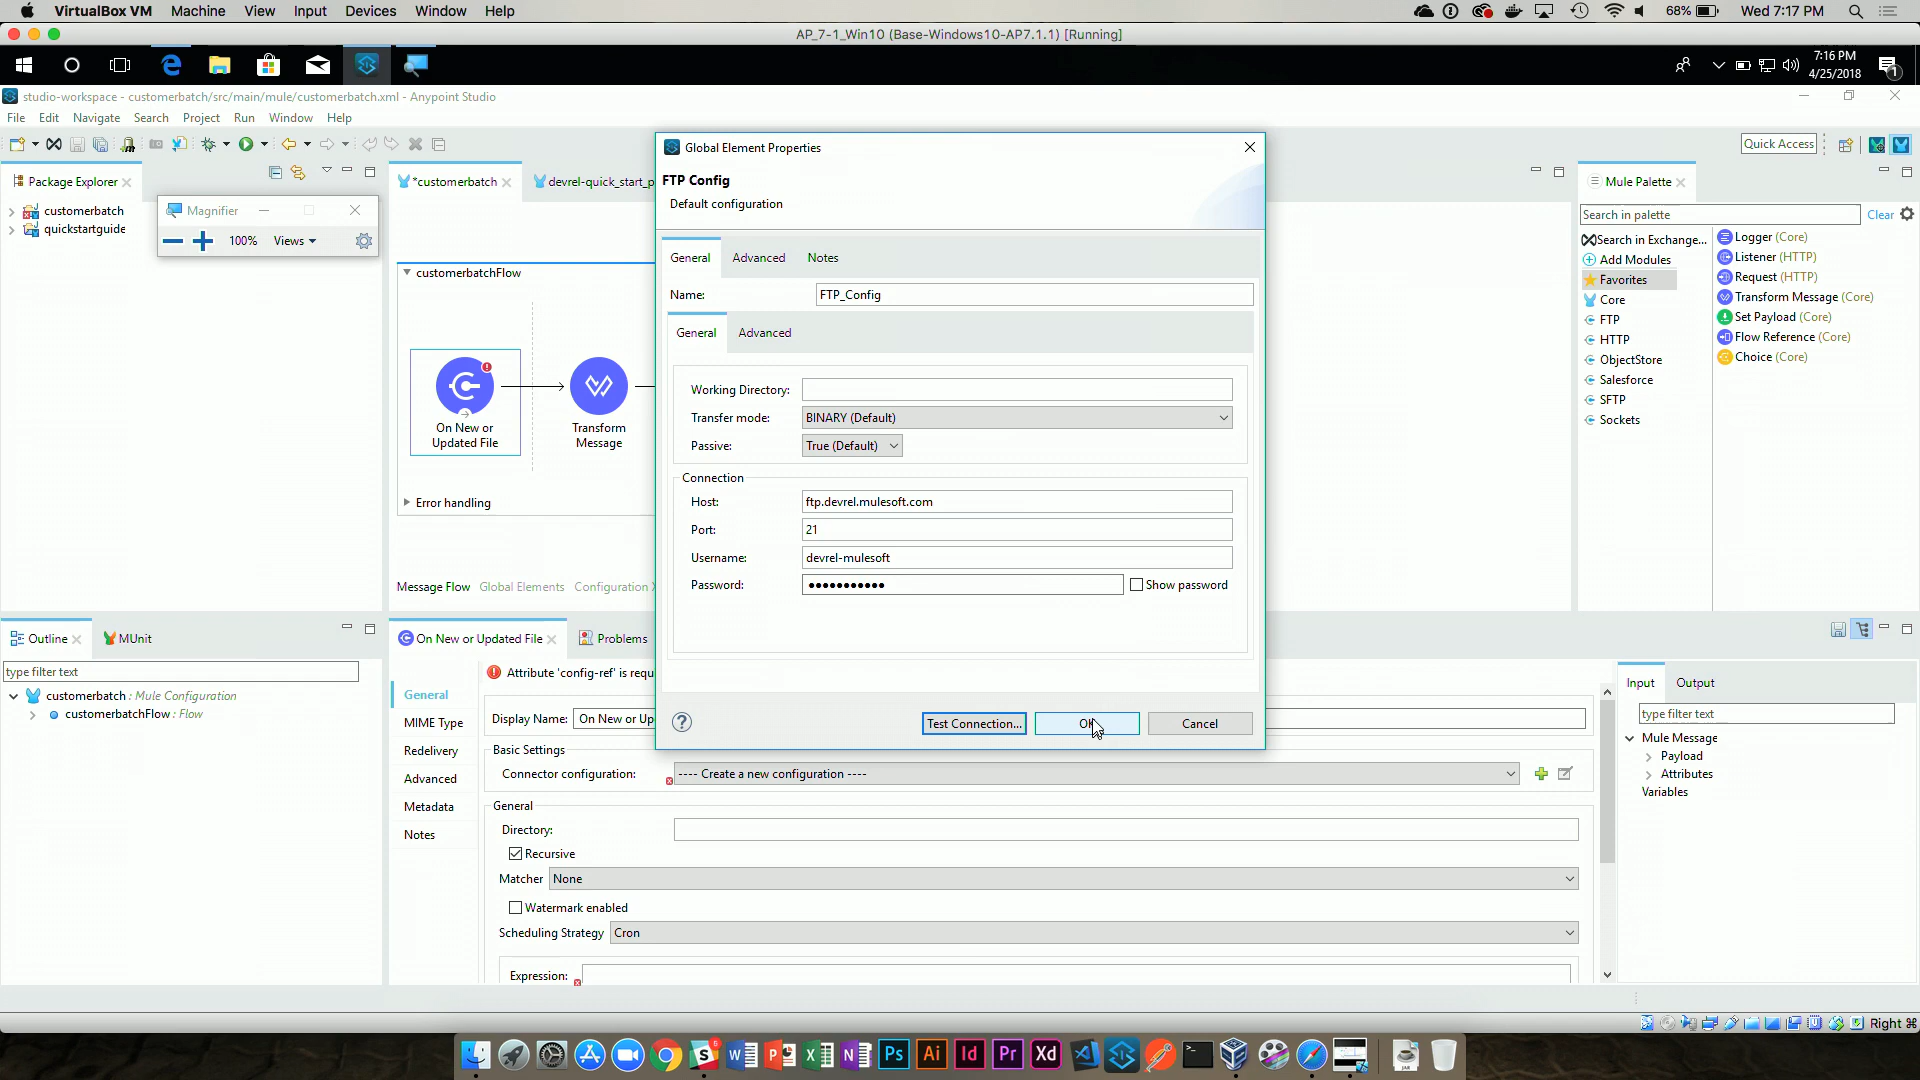 VirtualBox VM Machine View Input Devices Window Help 68% Wed 7:17 PM
AP_7-1_Win10 (Base-Windows10-AP7.1.1) [Running]
7:16 PM
4/25/2018
1
studio-workspace - customerbatch/src/main/mule/customerbatch.xml - Anypoint Studio
File Edit Navigate Search Project Run Window Help
Quick Access
Package Explorer
customerbatch
quickstartguide
Magnifier
100% Views
*customerbatch devrel-quick_start_p
customerbatchFlow
On New or
Updated File
Transform
Message
Error handling
Message Flow Global Elements Configuration
Global Element Properties
FTP Config
Default configuration
General Advanced Notes
Name: FTP_Config
General Advanced
Working Directory:
Transfer mode: BINARY (Default)
Passive: True (Default)
Connection
Host: ftp.devrel.mulesoft.com
Port: 21
Username: devrel-mulesoft
Password: ●●●●●●●●●●● Show password
Test Connection... OK Cancel
Mule Palette
Search in palette Clear
Search in Exchange...
Add Modules
Favorites
Core
FTP
HTTP
ObjectStore
Salesforce
SFTP
Sockets
Logger (Core)
Listener (HTTP)
Request (HTTP)
Transform Message (Core)
Set Payload (Core)
Flow Reference (Core)
Choice (Core)
Outline MUnit
type filter text
customerbatch : Mule Configuration
customerbatchFlow : Flow
On New or Updated File Problems
Attribute 'config-ref' is requ
General
MIME Type
Redelivery
Advanced
Metadata
Notes
Display Name: On New or Up
Basic Settings
Connector configuration: ---- Create a new configuration ----
General
Directory:
Recursive
Matcher None
Watermark enabled
Scheduling Strategy Cron
Expression:
Input Output
type filter text
Mule Message
Payload
Attributes
Variables
Right ⌘
6
W P X N Ps Ai Id Pr Xd
JAR